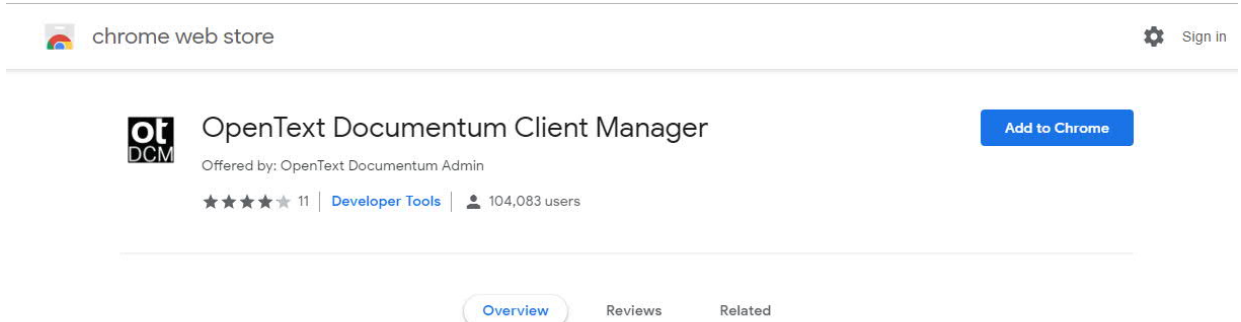 chrome web store
Sign in
ot
DCM
OpenText Documentum Client Manager
Add to Chrome
Offered by: OpenText Documentum Admin
11 | Developer Tools | 104,083 users
Overview Reviews Related